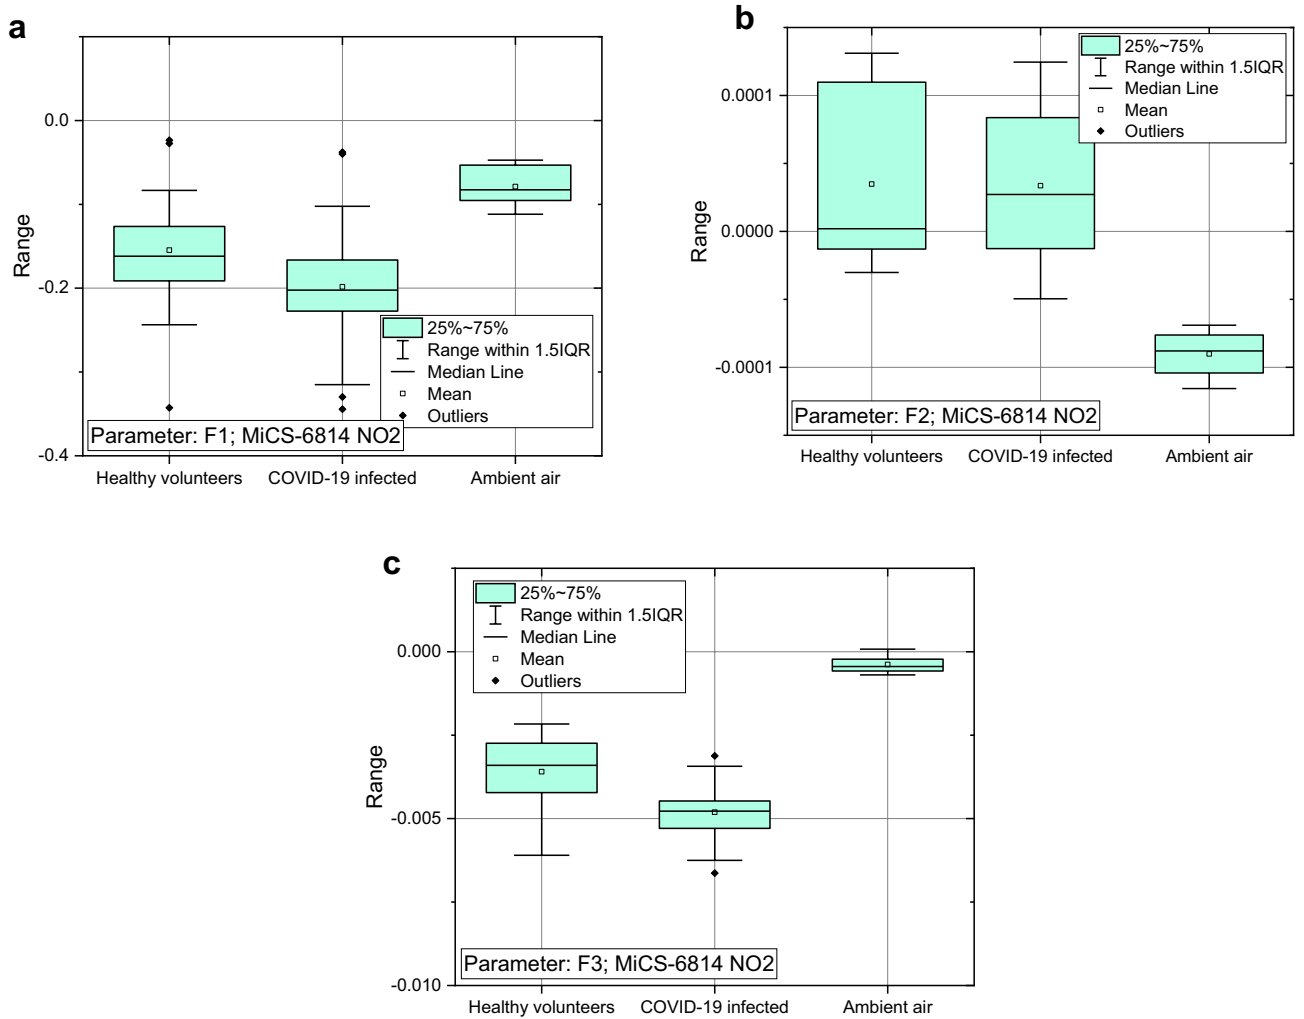 a
0.0
-0.2
-0.4
Range
25%~75%
Range within 1.5IQR
Median Line
Mean
Outliers
Parameter: F1; MiCS-6814 NO2
Healthy volunteers
COVID-19 infected
Ambient air
b
0.0001
0.0000
-0.0001
Range
25%~75%
Range within 1.5IQR
Median Line
Mean
Outliers
Parameter: F2; MiCS-6814 NO2
Healthy volunteers
COVID-19 infected
Ambient air
c
0.000
-0.005
-0.010
Range
25%~75%
Range within 1.5IQR
Median Line
Mean
Outliers
Parameter: F3; MiCS-6814 NO2
Healthy volunteers
COVID-19 infected
Ambient air